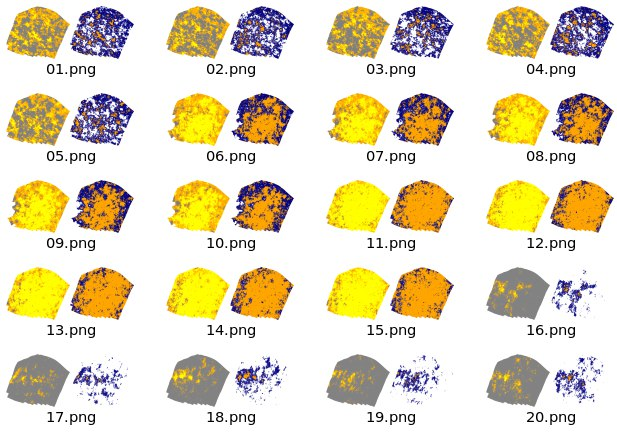 01.png 02.png 03.png 04.png
05.png 06.png 07.png 08.png
09.png 10.png 11.png 12.png
13.png 14.png 15.png 16.png
17.png 18.png 19.png 20.png